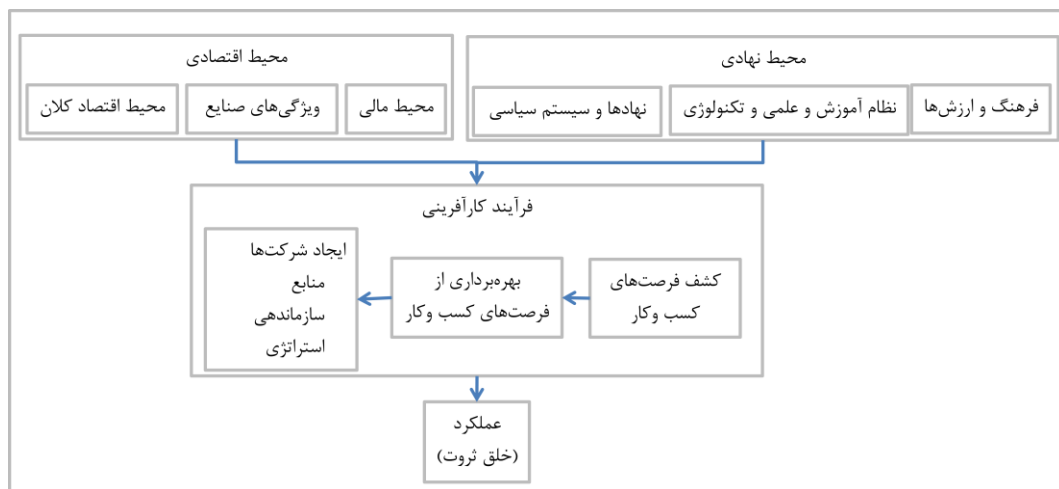 محیط نهادی
فرهنگ و ارزش‌ها
نظام آموزش و علمی و تکنولوژی
نهادها و سیستم سیاسی
محیط اقتصادی
محیط مالی
ویژگی‌های صنایع
محیط اقتصاد کلان
فرآیند کارآفرینی
کشف فرصت‌های
کسب وکار
بهره‌برداری از
فرصت‌های کسب وکار
ایجاد شرکت‌ها
منابع
سازماندهی
استراتژی
عملکرد
(خلق ثروت)